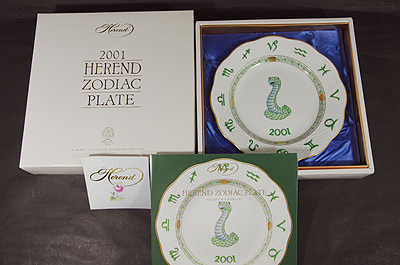 Herend
2001
HEREND
ZODIAC
PLATE
2001
Herend
HEREND ZODIAC PLATE
2001